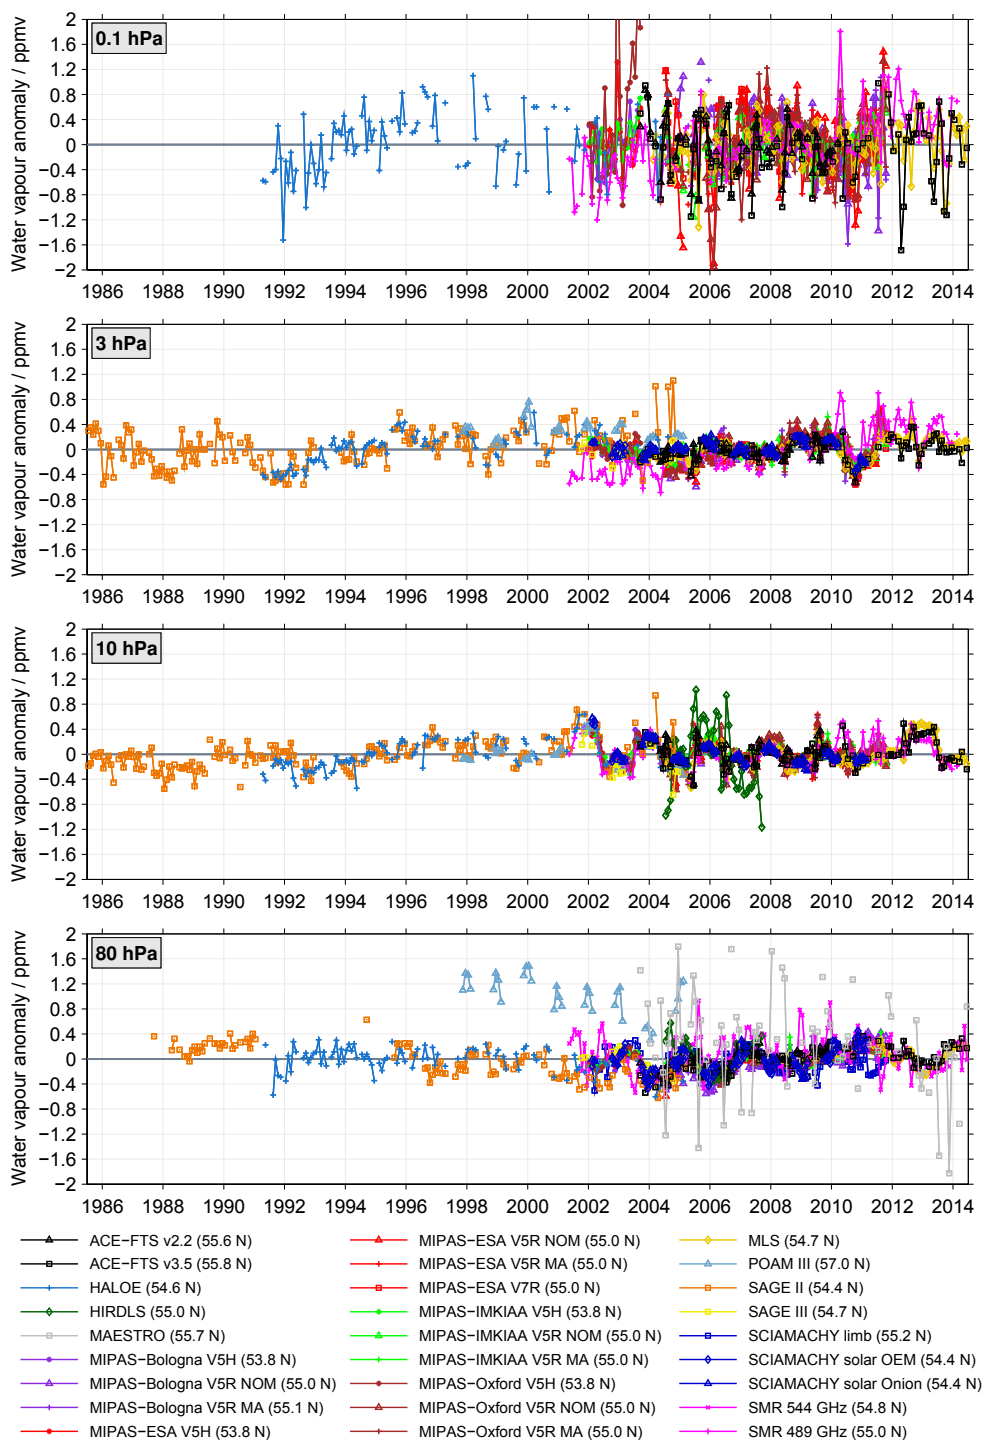 0.1 hPa
Water vapour anomaly / ppmv
2
1.6
1.2
0.8
0.4
0
−0.4
−0.8
−1.2
−1.6
−2
1986 1988 1990 1992 1994 1996 1998 2000 2002 2004 2006 2008 2010 2012 2014
3 hPa
Water vapour anomaly / ppmv
2
1.6
1.2
0.8
0.4
0
−0.4
−0.8
−1.2
−1.6
−2
1986 1988 1990 1992 1994 1996 1998 2000 2002 2004 2006 2008 2010 2012 2014
10 hPa
Water vapour anomaly / ppmv
2
1.6
1.2
0.8
0.4
0
−0.4
−0.8
−1.2
−1.6
−2
1986 1988 1990 1992 1994 1996 1998 2000 2002 2004 2006 2008 2010 2012 2014
80 hPa
Water vapour anomaly / ppmv
2
1.6
1.2
0.8
0.4
0
−0.4
−0.8
−1.2
−1.6
−2
1986 1988 1990 1992 1994 1996 1998 2000 2002 2004 2006 2008 2010 2012 2014
ACE−FTS v2.2 (55.6 N)
ACE−FTS v3.5 (55.8 N)
HALOE (54.6 N)
HIRDLS (55.0 N)
MAESTRO (55.7 N)
MIPAS−Bologna V5H (53.8 N)
MIPAS−Bologna V5R NOM (55.0 N)
MIPAS−Bologna V5R MA (55.1 N)
MIPAS−ESA V5H (53.8 N)
MIPAS−ESA V5R NOM (55.0 N)
MIPAS−ESA V5R MA (55.0 N)
MIPAS−ESA V7R (55.0 N)
MIPAS−IMKIAA V5H (53.8 N)
MIPAS−IMKIAA V5R NOM (55.0 N)
MIPAS−IMKIAA V5R MA (55.0 N)
MIPAS−Oxford V5H (53.8 N)
MIPAS−Oxford V5R NOM (55.0 N)
MIPAS−Oxford V5R MA (55.0 N)
MLS (54.7 N)
POAM III (57.0 N)
SAGE II (54.4 N)
SAGE III (54.7 N)
SCIAMACHY limb (55.2 N)
SCIAMACHY solar OEM (54.4 N)
SCIAMACHY solar Onion (54.4 N)
SMR 544 GHz (54.8 N)
SMR 489 GHz (55.0 N)